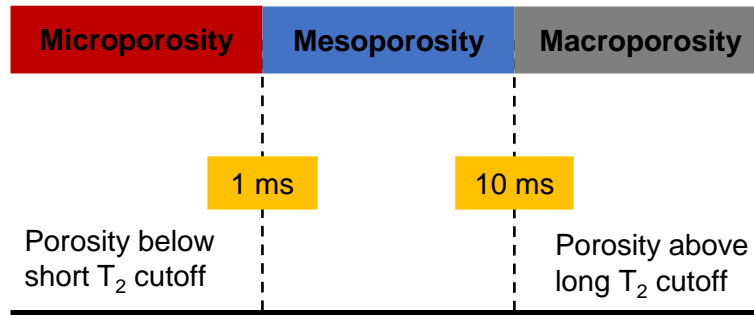 Microporosity
Mesoporosity
Macroporosity
1 ms
10 ms
Porosity below
short T₂ cutoff
Porosity above
long T₂ cutoff